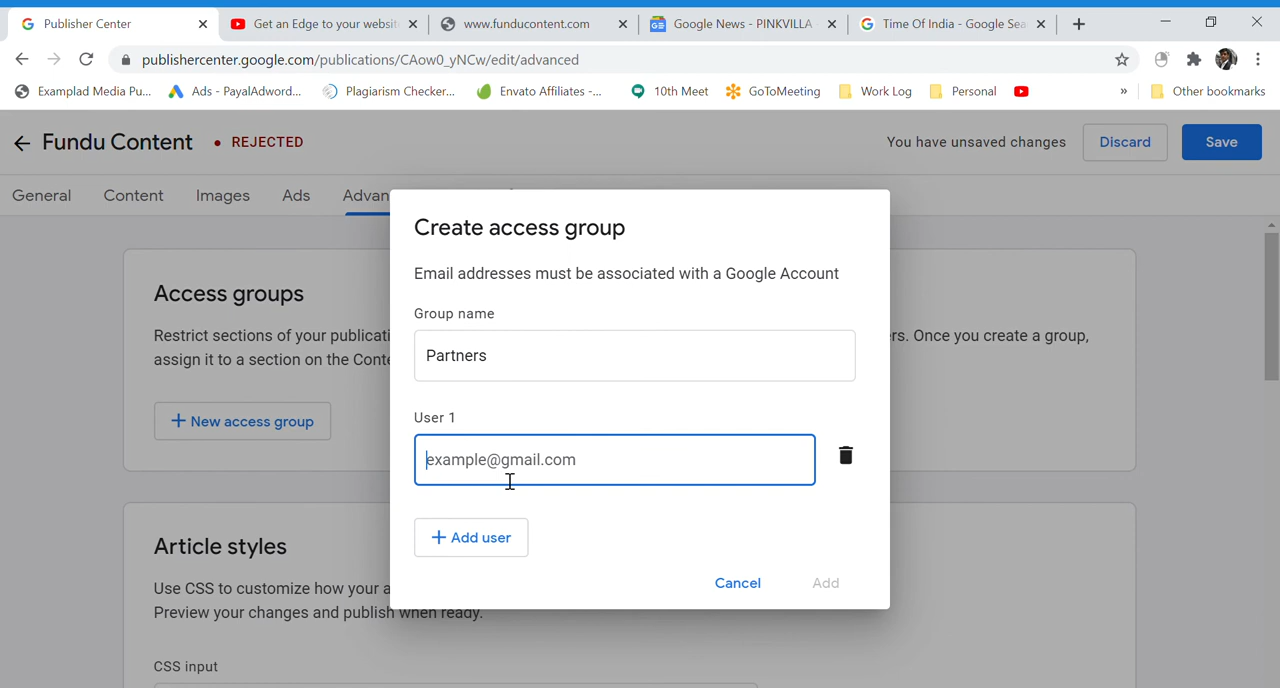 Publisher Center
Get an Edge to your websit
www.funducontent.com
Google News - PINKVILLA
Time Of India - Google Sea
publishercenter.google.com/publications/CAow0_yNCw/edit/advanced
Examplad Media Pu...
Ads - PayalAdword...
Plagiarism Checker...
Envato Affiliates -...
10th Meet
GoToMeeting
Work Log
Personal
»
Other bookmarks
Fundu Content
• REJECTED
You have unsaved changes
Discard
Save
General
Content
Images
Ads
Advan
Create access group
Email addresses must be associated with a Google Account
Group name
Partners
User 1
example@gmail.com
+ Add user
Cancel
Add
Access groups
Restrict sections of your publicati
rs. Once you create a group,
assign it to a section on the Conte
+ New access group
Article styles
Use CSS to customize how your a
Preview your changes and publish when ready.
CSS input